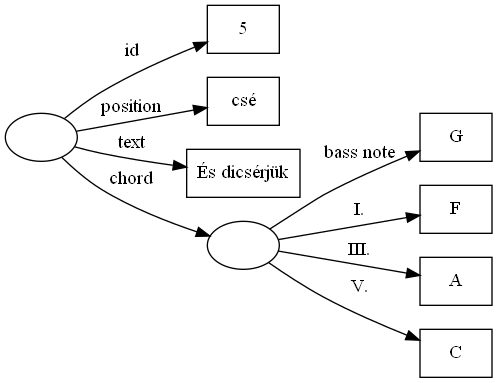 id
5
position
csé
text
És dicsérjük
chord
bass note
G
I.
F
III.
A
V.
C